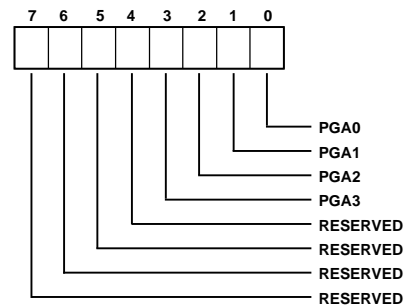 7 6 5 4 3 2 1 0
PGA0
PGA1
PGA2
PGA3
RESERVED
RESERVED
RESERVED
RESERVED